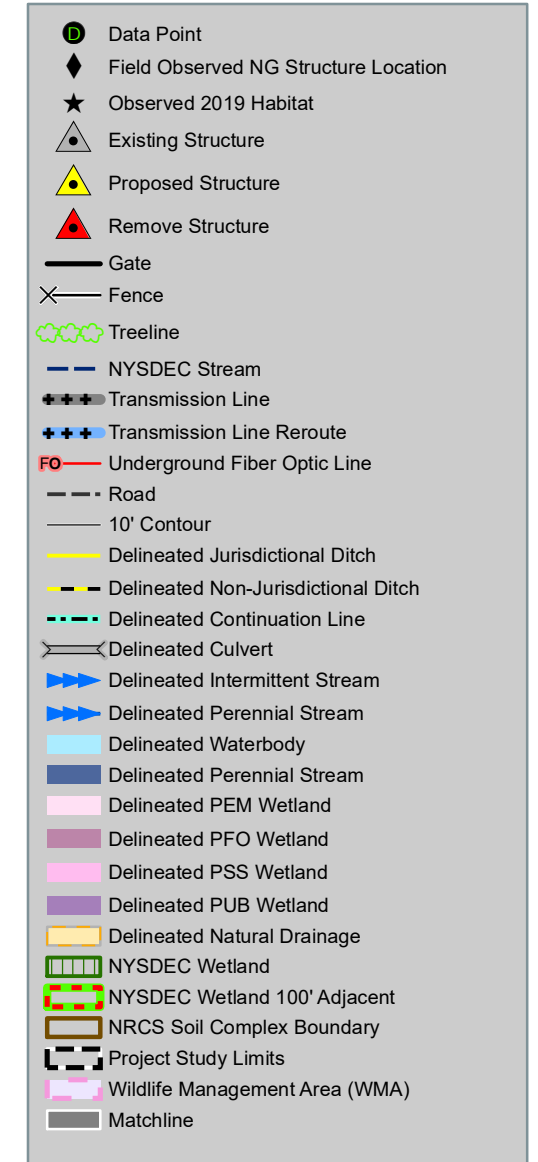 D Data Point
Field Observed NG Structure Location
Observed 2019 Habitat
Existing Structure
Proposed Structure
Remove Structure
Gate
Fence
Treeline
NYSDEC Stream
Transmission Line
Transmission Line Reroute
FO Underground Fiber Optic Line
Road
10' Contour
Delineated Jurisdictional Ditch
Delineated Non-Jurisdictional Ditch
Delineated Continuation Line
Delineated Culvert
Delineated Intermittent Stream
Delineated Perennial Stream
Delineated Waterbody
Delineated Perennial Stream
Delineated PEM Wetland
Delineated PFO Wetland
Delineated PSS Wetland
Delineated PUB Wetland
Delineated Natural Drainage
NYSDEC Wetland
NYSDEC Wetland 100' Adjacent
NRCS Soil Complex Boundary
Project Study Limits
Wildlife Management Area (WMA)
Matchline